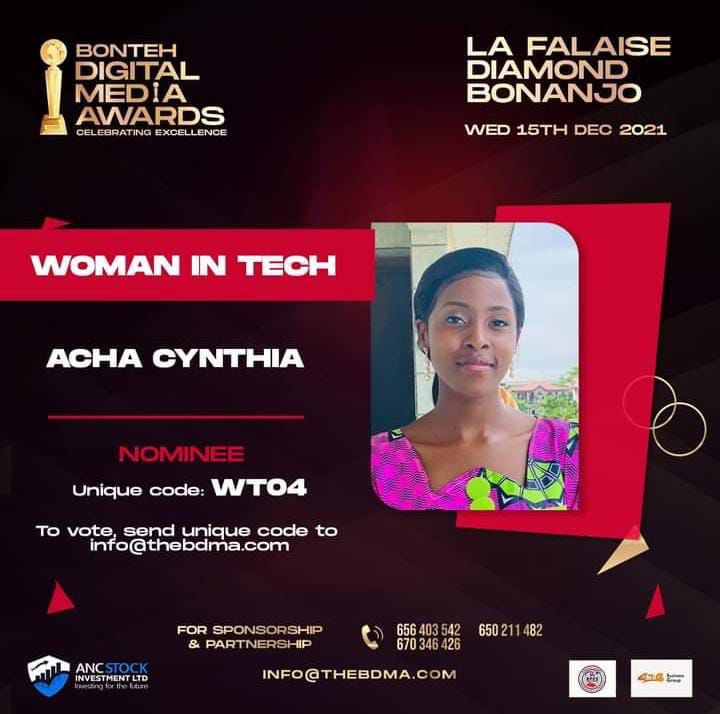 BONTEH
DIGITAL
MEDIA
AWARDS
CELEBRATING EXCELLENCE
LA FALAISE
DIAMOND
BONANJO
WED 15TH DEC 2021
WOMAN IN TECH
ACHA CYNTHIA
NOMINEE
Unique code: WT04
To vote, send unique code to
info@thebdma.com
FOR SPONSORSHIP
& PARTNERSHIP
656 403 542 650 211 482
670 346 426
INFO@THEBDMA.COM
ANC STOCK
INVESTMENT LTD
Investing for the future
Business
Group